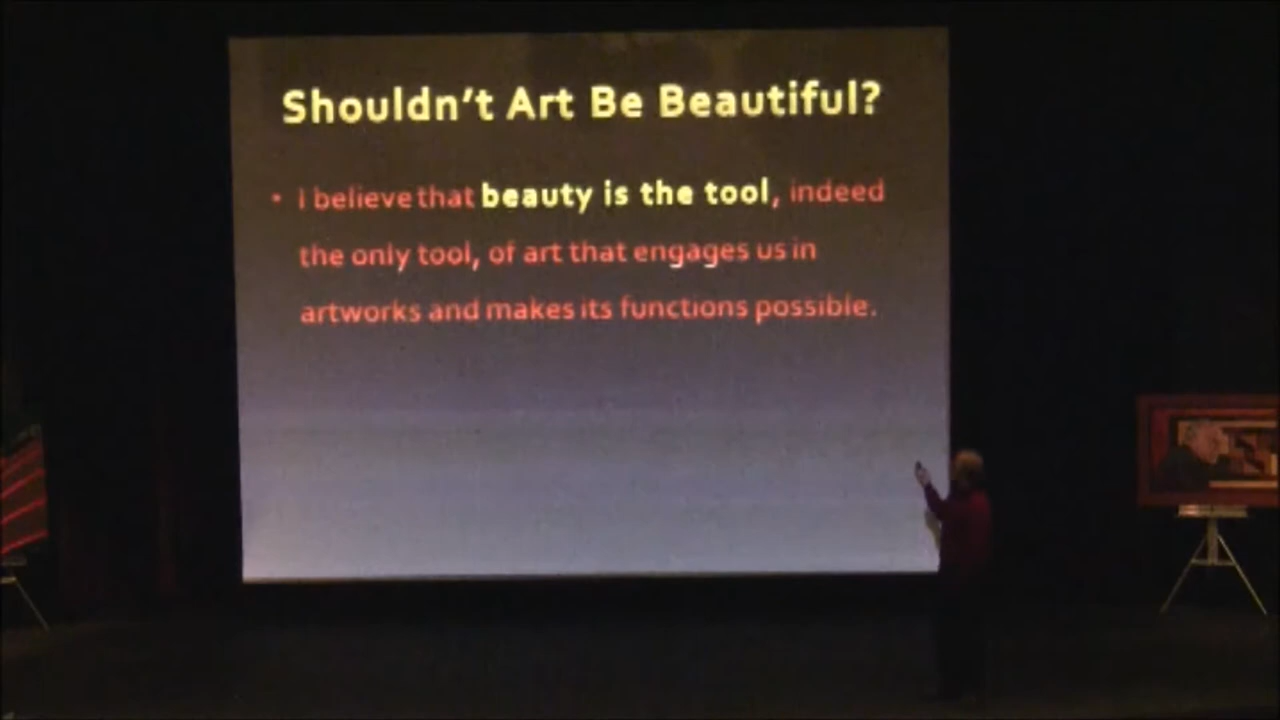 Shouldn't Art Be Beautiful?
• I believe that beauty is the tool, indeed
the only tool, of art that engages us in
artworks and makes its functions possible.